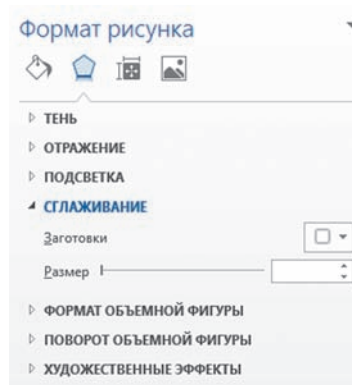 Формат рисунка
ТЕНЬ
ОТРАЖЕНИЕ
ПОДСВЕТКА
СГЛАЖИВАНИЕ
Заготовки
Размер
ФОРМАТ ОБЪЕМНОЙ ФИГУРЫ
ПОВОРОТ ОБЪЕМНОЙ ФИГУРЫ
ХУДОЖЕСТВЕННЫЕ ЭФФЕКТЫ